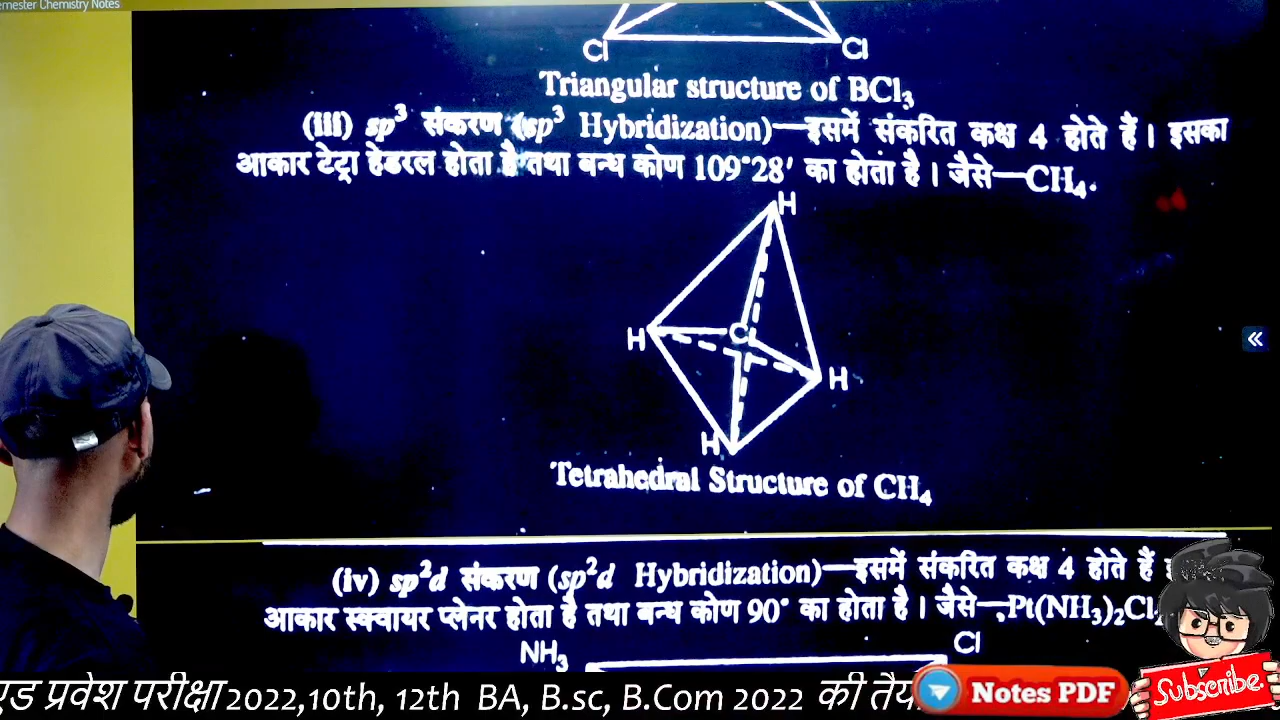 emester Chemistry Notes
Cl Cl
Triangular structure of BCl₃
(iii) sp³ संकरण (sp³ Hybridization)—इसमें संकरित कक्ष 4 होते हैं। इसका
आकार टेट्रा हेडरल होता है तथा बन्ध कोण 109°28′ का होता है। जैसे—CH₄.
H
H
H
H
Tetrahedral Structure of CH₄
(iv) sp²d संकरण (sp²d Hybridization)—इसमें संकरित कक्ष 4 होते हैं
आकार स्क्वायर प्लेनर होता है तथा बन्ध कोण 90° का होता है। जैसे—Pt(NH₃)₂Cl₂
NH₃ Cl
एड प्रवेश परीक्षा 2022,10th, 12th BA, B.sc, B.Com 2022 की तैय
Notes PDF
Subscribe